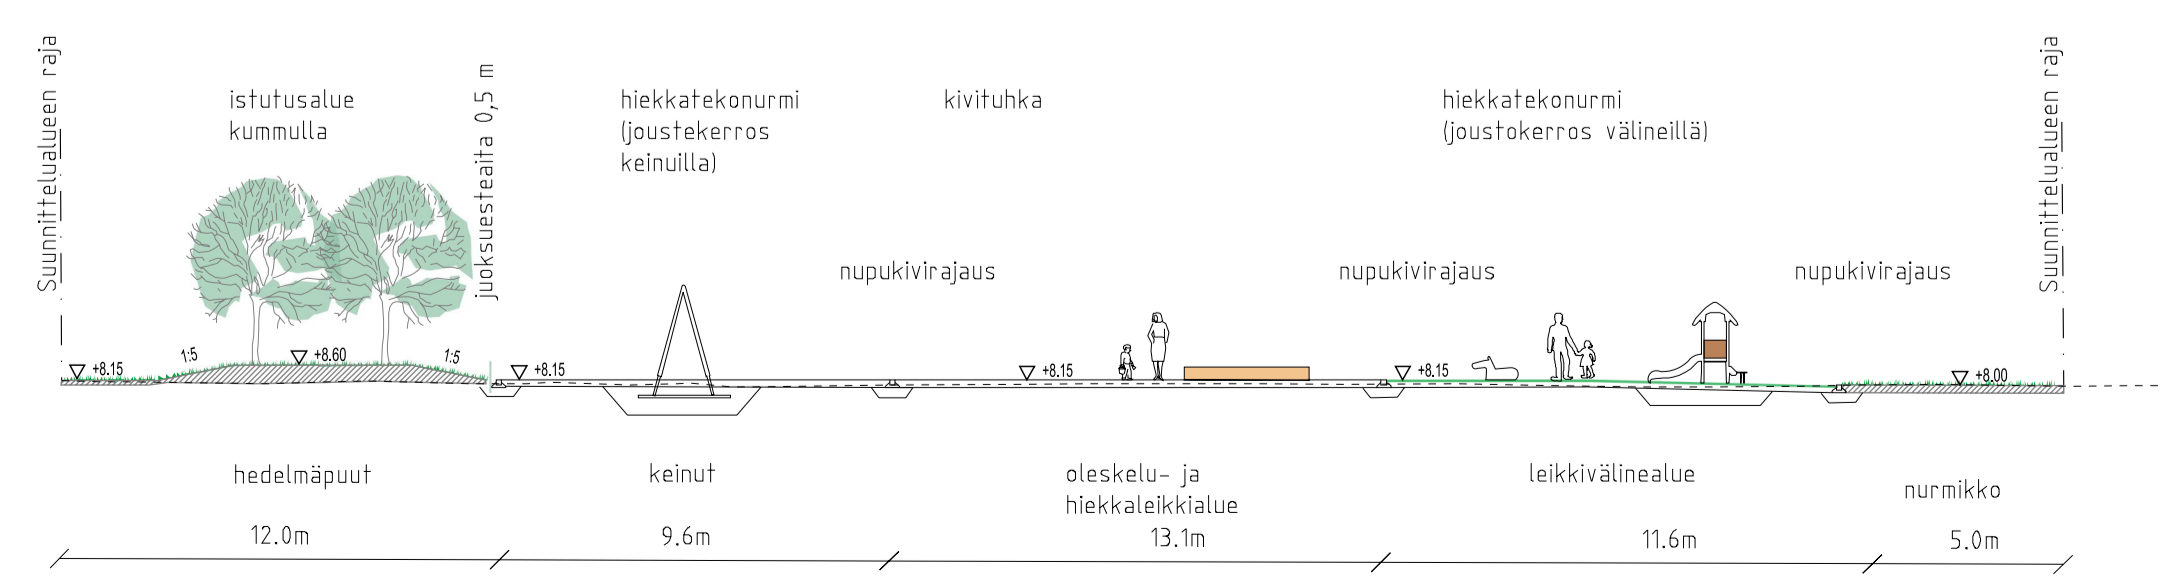 Suunnittelualueen raja
istutusalue
kummulla
juoksuesteaita 0,5 m
hiekkatekonurmi
(joustekerros
keinuilla)
kivituhka
hiekkatekonurmi
(joustokerros välineillä)
Suunnittelualueen raja
nupukivirajaus
nupukivirajaus
nupukivirajaus
+8.15
1:5
+8.60
1:5
+8.15
+8.15
+8.15
+8.00
hedelmäpuut
keinut
oleskelu- ja
hiekkaleikkialue
leikkivälinealue
nurmikko
12.0m
9.6m
13.1m
11.6m
5.0m